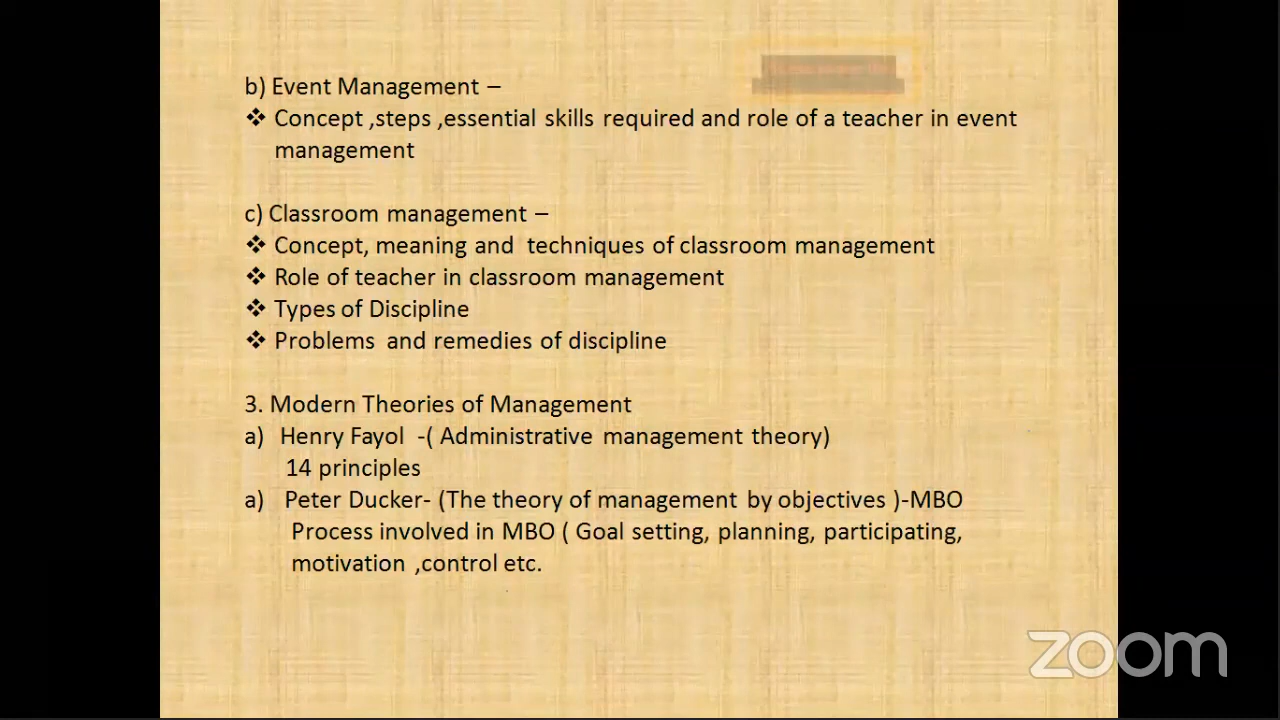 b) Event Management –
❖ Concept ,steps ,essential skills required and role of a teacher in event
management
c) Classroom management –
❖ Concept, meaning and techniques of classroom management
❖ Role of teacher in classroom management
❖ Types of Discipline
❖ Problems and remedies of discipline
3. Modern Theories of Management
a) Henry Fayol -( Administrative management theory)
14 principles
a) Peter Ducker- (The theory of management by objectives )-MBO
Process involved in MBO ( Goal setting, planning, participating,
motivation ,control etc.
zoom